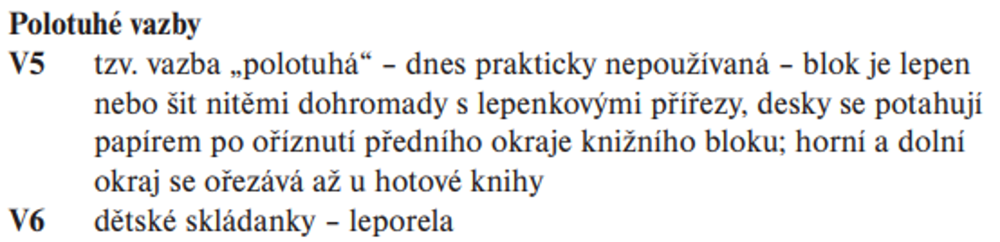 Polotuhé vazby
V5 tzv. vazba „polotuhá“ – dnes prakticky nepoužívaná – blok je lepen
nebo šit nitěmi dohromady s lepenkovými přířezy, desky se potahují
papírem po oříznutí předního okraje knižního bloku; horní a dolní
okraj se ořezává až u hotové knihy
V6 dětské skládanky – leporela